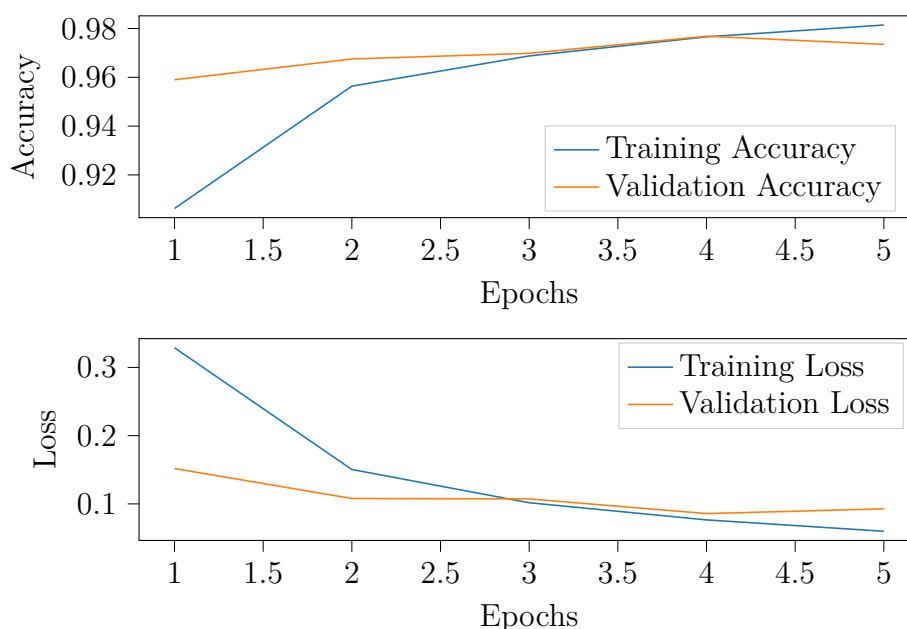 0.98
0.96
0.94
0.92
Accuracy
Training Accuracy
Validation Accuracy
1 1.5 2 2.5 3 3.5 4 4.5 5
Epochs
0.3
0.2
0.1
Loss
Training Loss
Validation Loss
1 1.5 2 2.5 3 3.5 4 4.5 5
Epochs